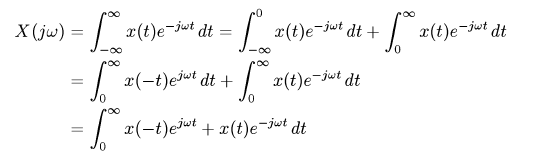 X(jω) = ∫_{−∞}^{∞} x(t)e^{−jωt} dt = ∫_{−∞}^{0} x(t)e^{−jωt} dt + ∫_{0}^{∞} x(t)e^{−jωt} dt
= ∫_{0}^{∞} x(−t)e^{jωt} dt + ∫_{0}^{∞} x(t)e^{−jωt} dt
= ∫_{0}^{∞} x(−t)e^{jωt} + x(t)e^{−jωt} dt